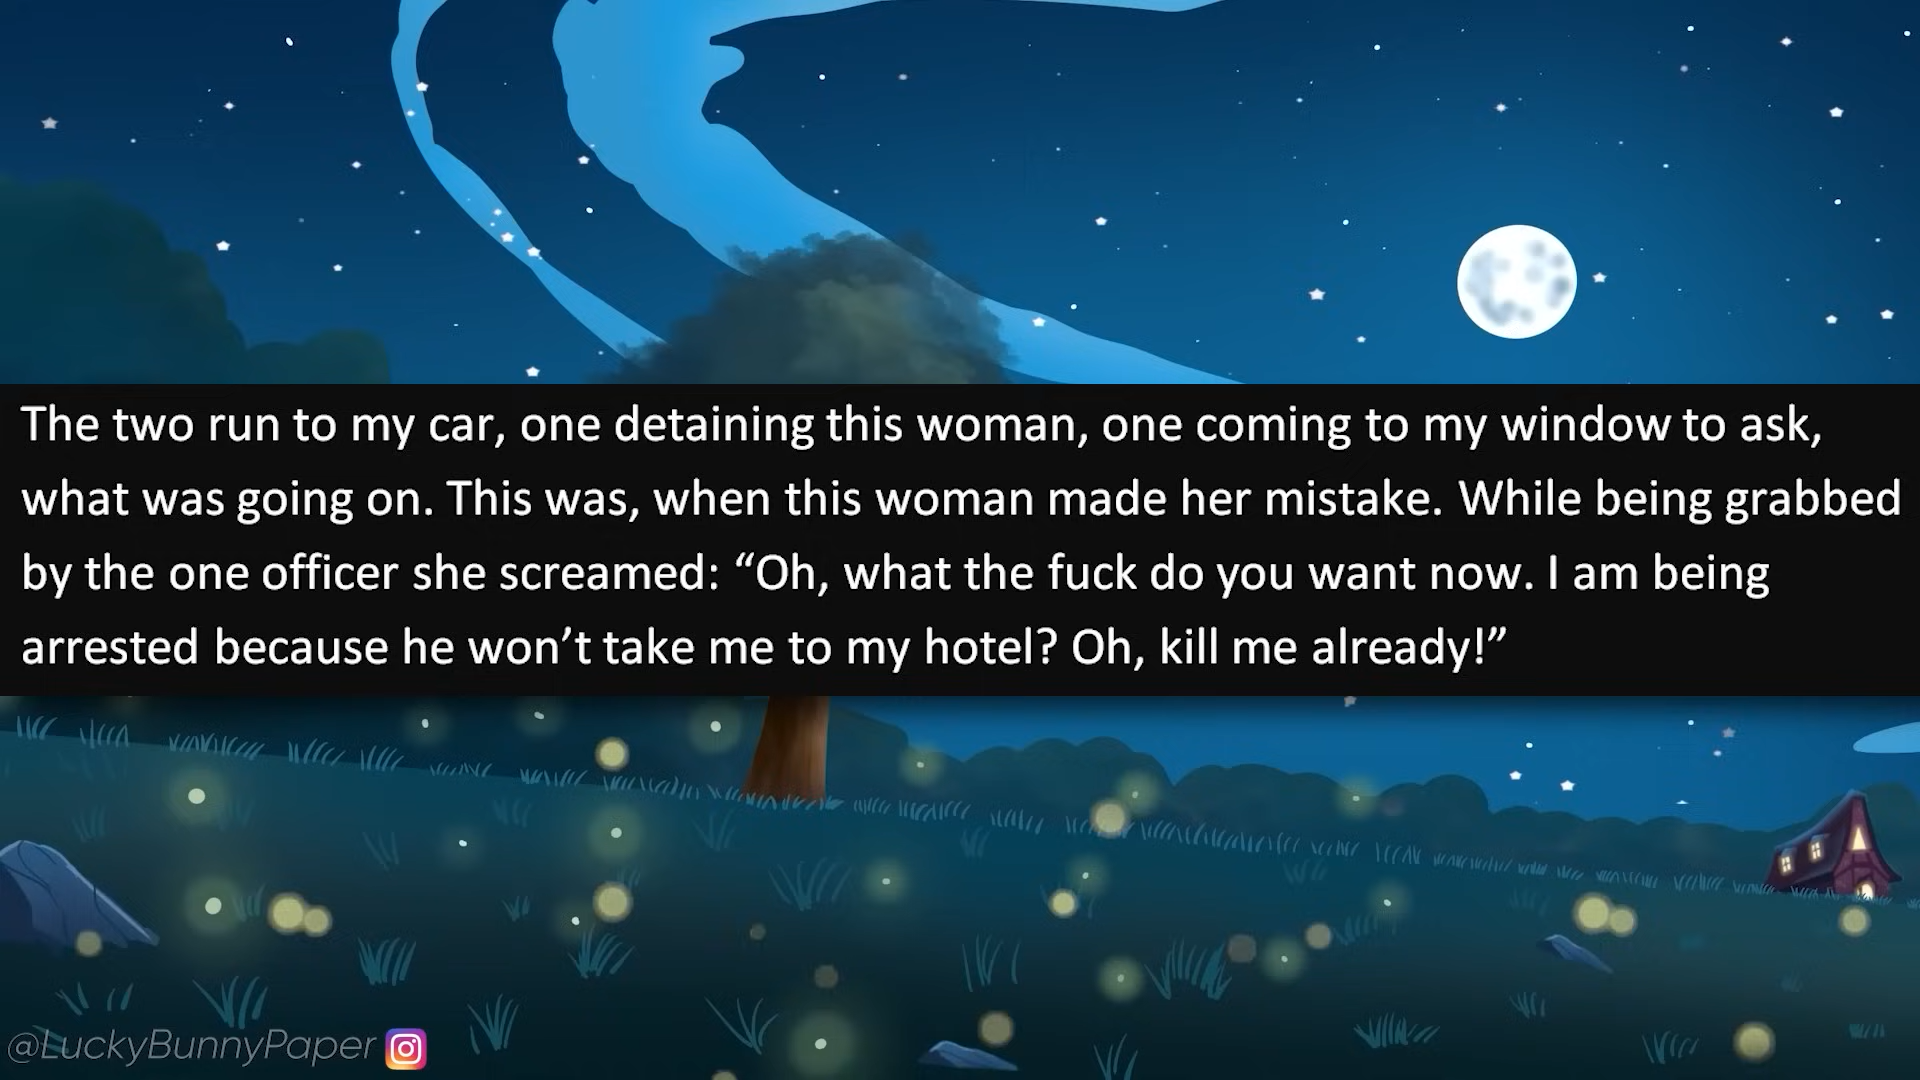 The two run to my car, one detaining this woman, one coming to my window to ask,
what was going on. This was, when this woman made her mistake. While being grabbed
by the one officer she screamed: “Oh, what the fuck do you want now. I am being
arrested because he won’t take me to my hotel? Oh, kill me already!”
@LuckyBunnyPaper